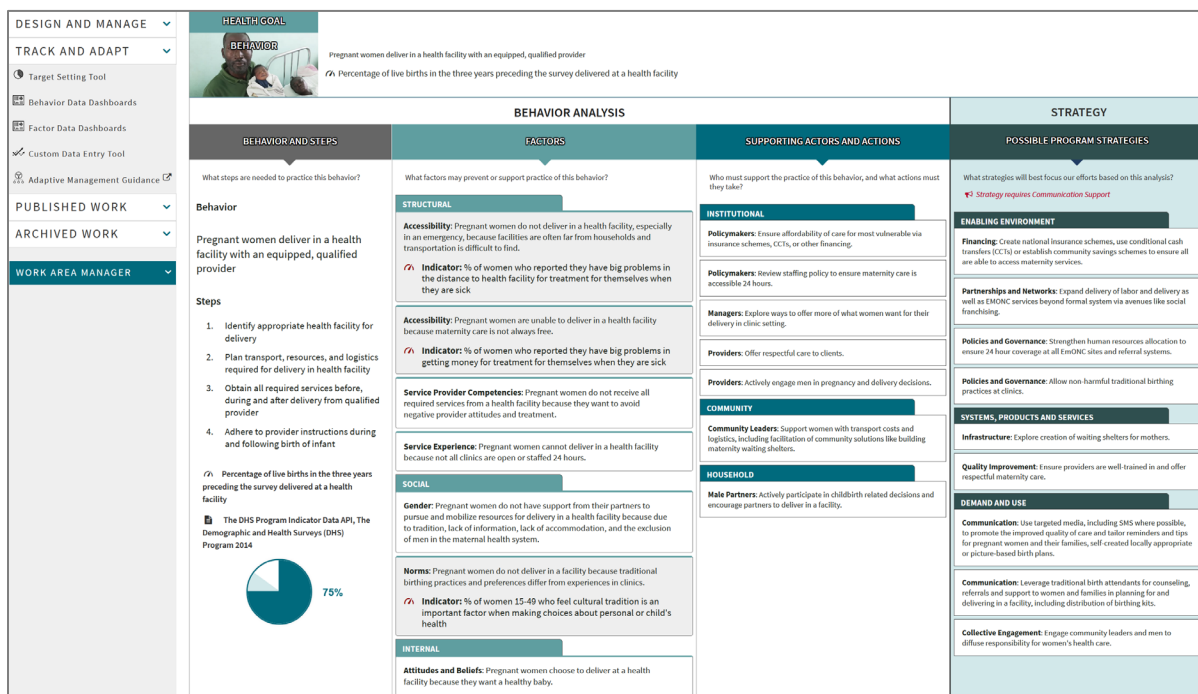 DESIGN AND MANAGE
TRACK AND ADAPT
Target Setting Tool
Behavior Data Dashboards
Factor Data Dashboards
Custom Data Entry Tool
Adaptive Management Guidance
PUBLISHED WORK
ARCHIVED WORK
WORK AREA MANAGER
HEALTH GOAL
BEHAVIOR
Pregnant women deliver in a health facility with an equipped, qualified provider
Percentage of live births in the three years preceding the survey delivered at a health facility
BEHAVIOR ANALYSIS
STRATEGY
BEHAVIOR AND STEPS
What steps are needed to practice this behavior?
Behavior
Pregnant women deliver in a health
facility with an equipped, qualified
provider
Steps
1. Identify appropriate health facility for
delivery
2. Plan transport, resources, and logistics
required for delivery in health facility
3. Obtain all required services before,
during and after delivery from qualified
provider
4. Adhere to provider instructions during
and following birth of infant
Percentage of live births in the three years
preceding the survey delivered at a health
facility
The DHS Program Indicator Data API, The
Demographic and Health Surveys (DHS)
Program 2014
75%
FACTORS
What factors may prevent or support practice of this behavior?
STRUCTURAL
Accessibility: Pregnant women do not deliver in a health facility, especially
in an emergency, because facilities are often far from households and
transportation is difficult to find.
Indicator: % of women who reported they have big problems in
the distance to health facility for treatment for themselves when
they are sick
Accessibility: Pregnant women are unable to deliver in a health facility
because maternity care is not always free.
Indicator: % of women who reported they have big problems in
getting money for treatment for themselves when they are sick
Service Provider Competencies: Pregnant women do not receive all
required services from a health facility because they want to avoid
negative provider attitudes and treatment.
Service Experience: Pregnant women cannot deliver in a health facility
because not all clinics are open or staffed 24 hours.
SOCIAL
Gender: Pregnant women do not have support from their partners to
pursue and mobilize resources for delivery in a health facility because due
to tradition, lack of information, lack of accommodation, and the exclusion
of men in the maternal health system.
Norms: Pregnant women do not deliver in a facility because traditional
birthing practices and preferences differ from experiences in clinics.
Indicator: % of women 15-49 who feel cultural tradition is an
important factor when making choices about personal or child's
health
INTERNAL
Attitudes and Beliefs: Pregnant women choose to deliver at a health
facility because they want a healthy baby.
SUPPORTING ACTORS AND ACTIONS
Who must support the practice of this behavior, and what actions must
they take?
INSTITUTIONAL
Policymakers: Ensure affordability of care for most vulnerable via
insurance schemes, CCTs, or other financing.
Policymakers: Review staffing policy to ensure maternity care is
accessible 24 hours.
Managers: Explore ways to offer more of what women want for their
delivery in clinic setting.
Providers: Offer respectful care to clients.
Providers: Actively engage men in pregnancy and delivery decisions.
COMMUNITY
Community Leaders: Support women with transport costs and
logistics, including facilitation of community solutions like building
maternity waiting shelters.
HOUSEHOLD
Male Partners: Actively participate in childbirth related decisions and
encourage partners to deliver in a facility.
POSSIBLE PROGRAM STRATEGIES
What strategies will best focus our efforts based on this analysis?
Strategy requires Communication Support
ENABLING ENVIRONMENT
Financing: Create national insurance schemes, use conditional cash
transfers (CCTs) or establish community savings schemes to ensure all
are able to access maternity services.
Partnerships and Networks: Expand delivery of labor and delivery as
well as EMONC services beyond formal system via avenues like social
franchising.
Policies and Governance: Strengthen human resources allocation to
ensure 24 hour coverage at all EmONC sites and referral systems.
Policies and Governance: Allow non-harmful traditional birthing
practices at clinics.
SYSTEMS, PRODUCTS AND SERVICES
Infrastructure: Explore creation of waiting shelters for mothers.
Quality Improvement: Ensure providers are well-trained in and offer
respectful maternity care.
DEMAND AND USE
Communication: Use targeted media, including SMS where possible,
to promote the improved quality of care and tailor reminders and tips
for pregnant women and their families, self-created locally appropriate
or picture-based birth plans.
Communication: Leverage traditional birth attendants for counseling,
referrals and support to women and families in planning for and
delivering in a facility, including distribution of birthing kits.
Collective Engagement: Engage community leaders and men to
diffuse responsibility for women's health care.